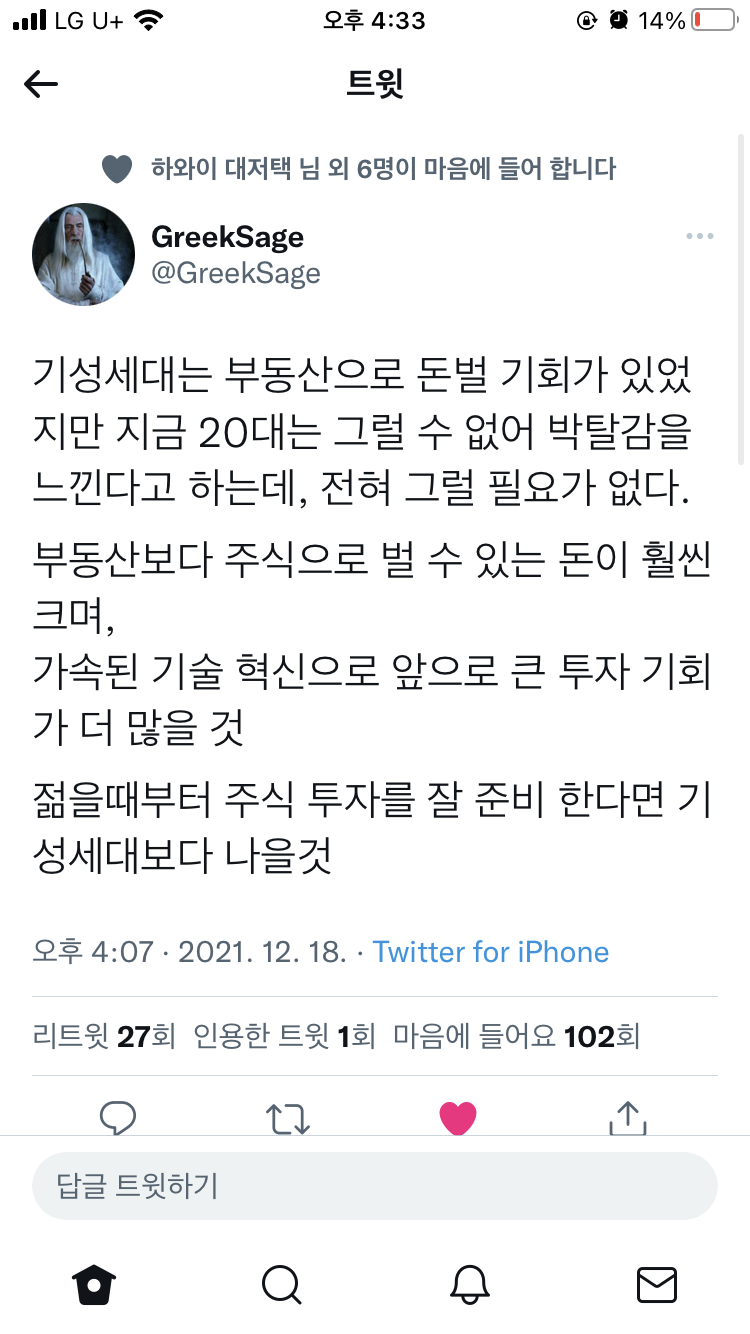 LG U+ 오후 4:33 14%
트윗
하와이 대저택 님 외 6명이 마음에 들어 합니다
GreekSage
@GreekSage
기성세대는 부동산으로 돈벌 기회가 있었
지만 지금 20대는 그럴 수 없어 박탈감을
느낀다고 하는데, 전혀 그럴 필요가 없다.
부동산보다 주식으로 벌 수 있는 돈이 훨씬
크며,
가속된 기술 혁신으로 앞으로 큰 투자 기회
가 더 많을 것
젊을때부터 주식 투자를 잘 준비 한다면 기
성세대보다 나을것
오후 4:07 · 2021. 12. 18. · Twitter for iPhone
리트윗 27회 인용한 트윗 1회 마음에 들어요 102회
답글 트윗하기